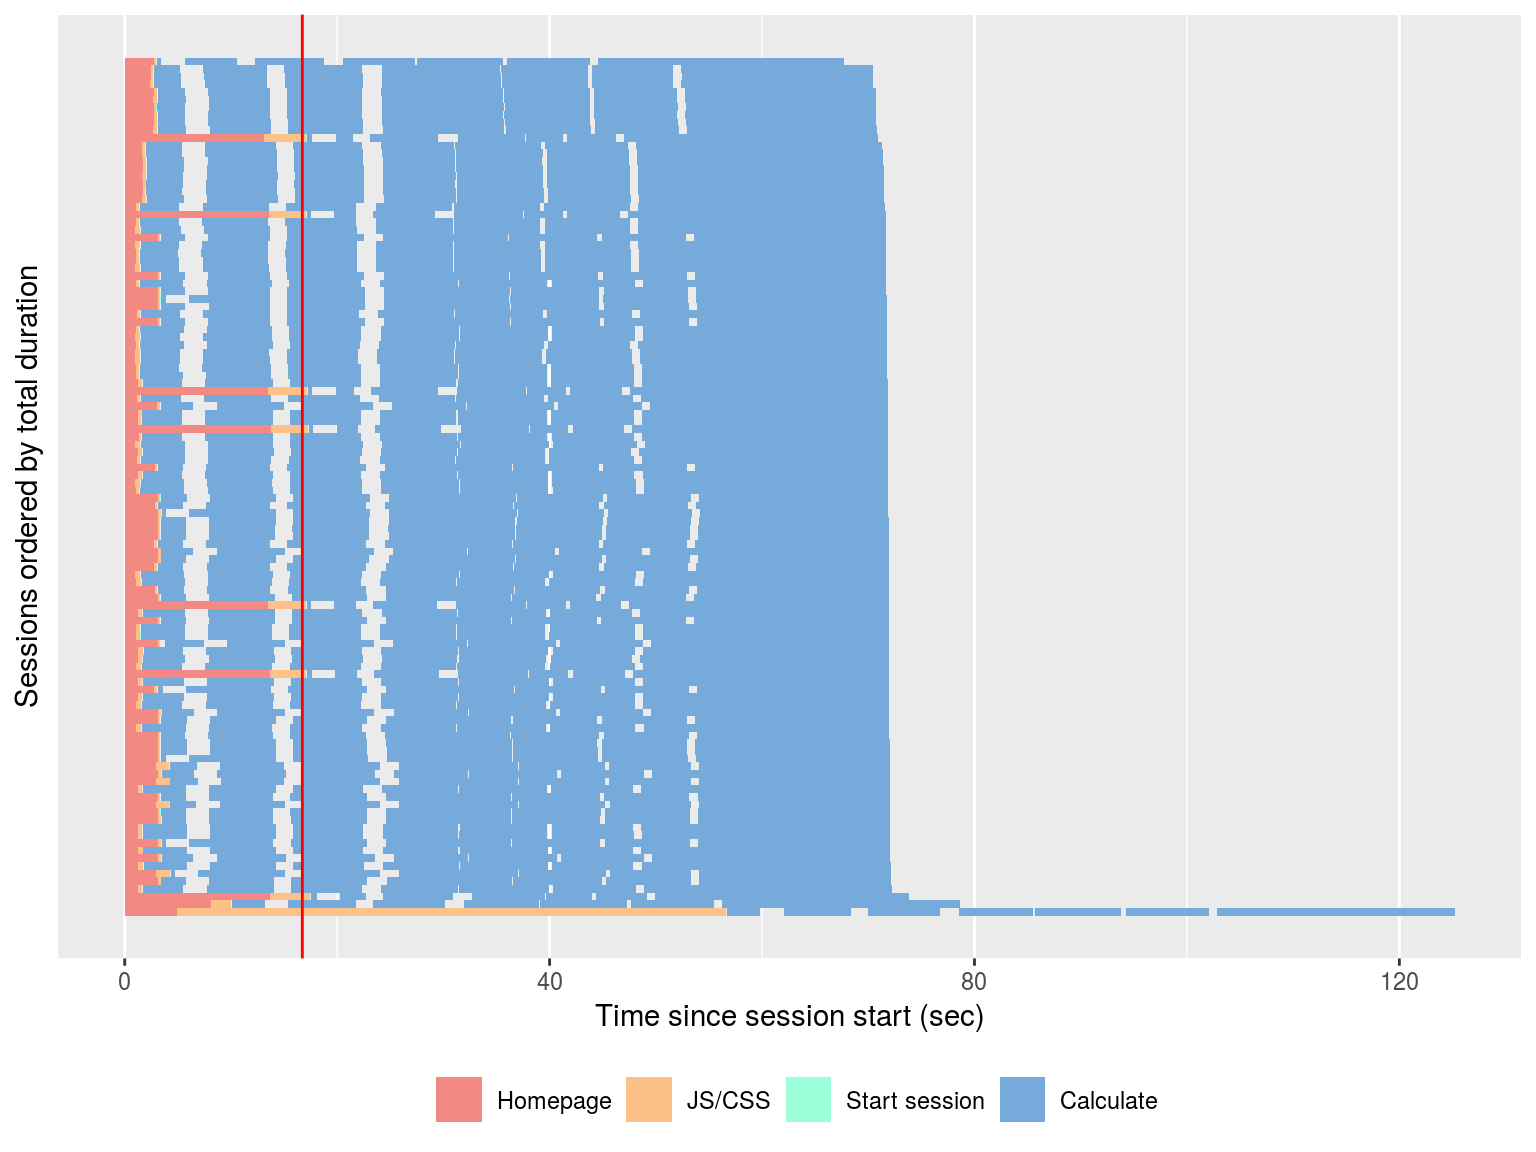 Sessions ordered by total duration
0 40 80 120
Time since session start (sec)
Homepage JS/CSS Start session Calculate